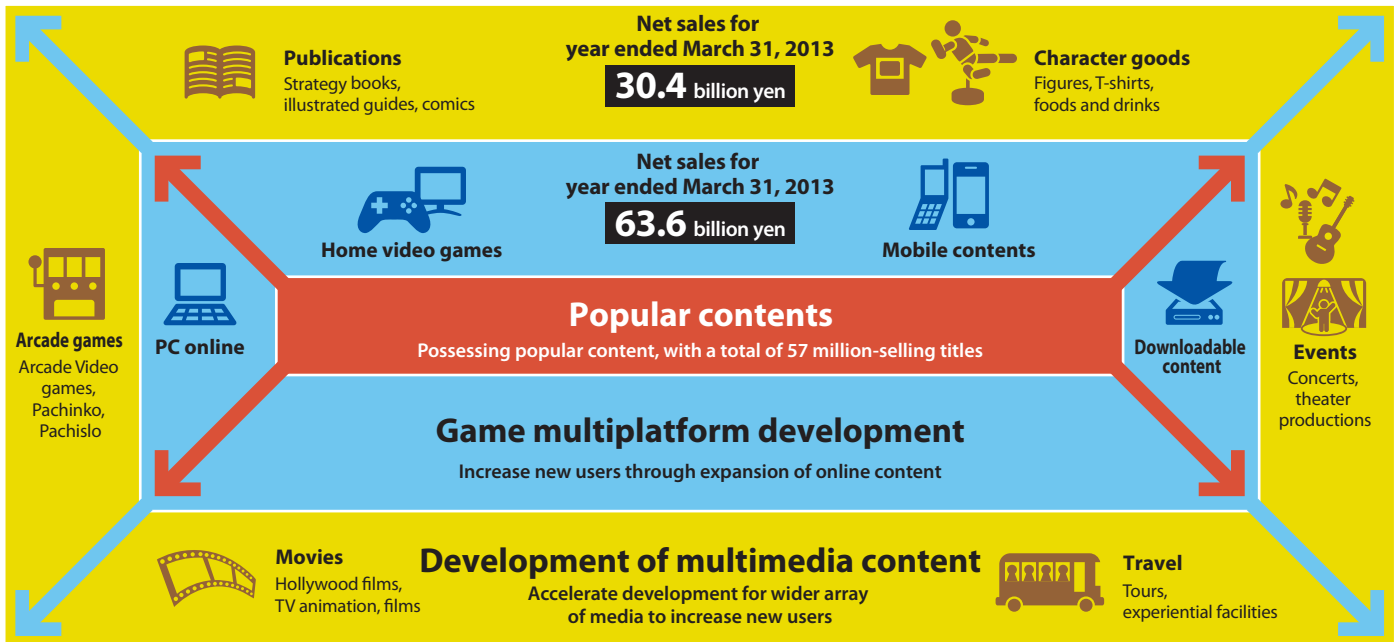 Net sales for
year ended March 31, 2013
30.4 billion yen
Publications
Strategy books,
illustrated guides, comics
Character goods
Figures, T-shirts,
foods and drinks
Net sales for
year ended March 31, 2013
63.6 billion yen
Home video games
Mobile contents
Arcade games
Arcade Video
games,
Pachinko,
Pachislo
PC online
Popular contents
Possessing popular content, with a total of 57 million-selling titles
Downloadable
content
Events
Concerts,
theater
productions
Game multiplatform development
Increase new users through expansion of online content
Movies
Hollywood films,
TV animation, films
Development of multimedia content
Accelerate development for wider array
of media to increase new users
Travel
Tours,
experiential facilities